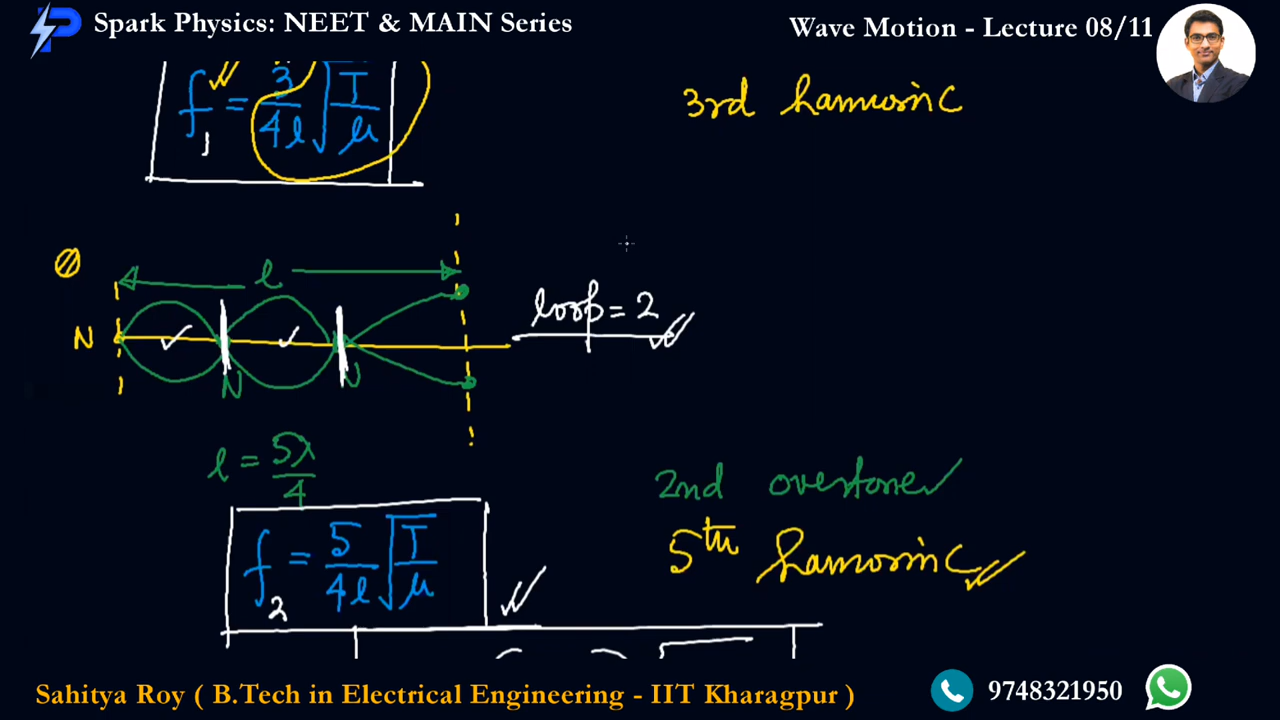 Spark Physics: NEET & MAIN Series
Wave Motion - Lecture 08/11
f₁ = 3/4l √T/μ
3rd harmonic
l
loop = 2
N
N
N
l = 5λ/4
2nd overtone
f₂ = 5/4l √T/μ
5th harmonic
Sahitya Roy ( B.Tech in Electrical Engineering - IIT Kharagpur )
9748321950